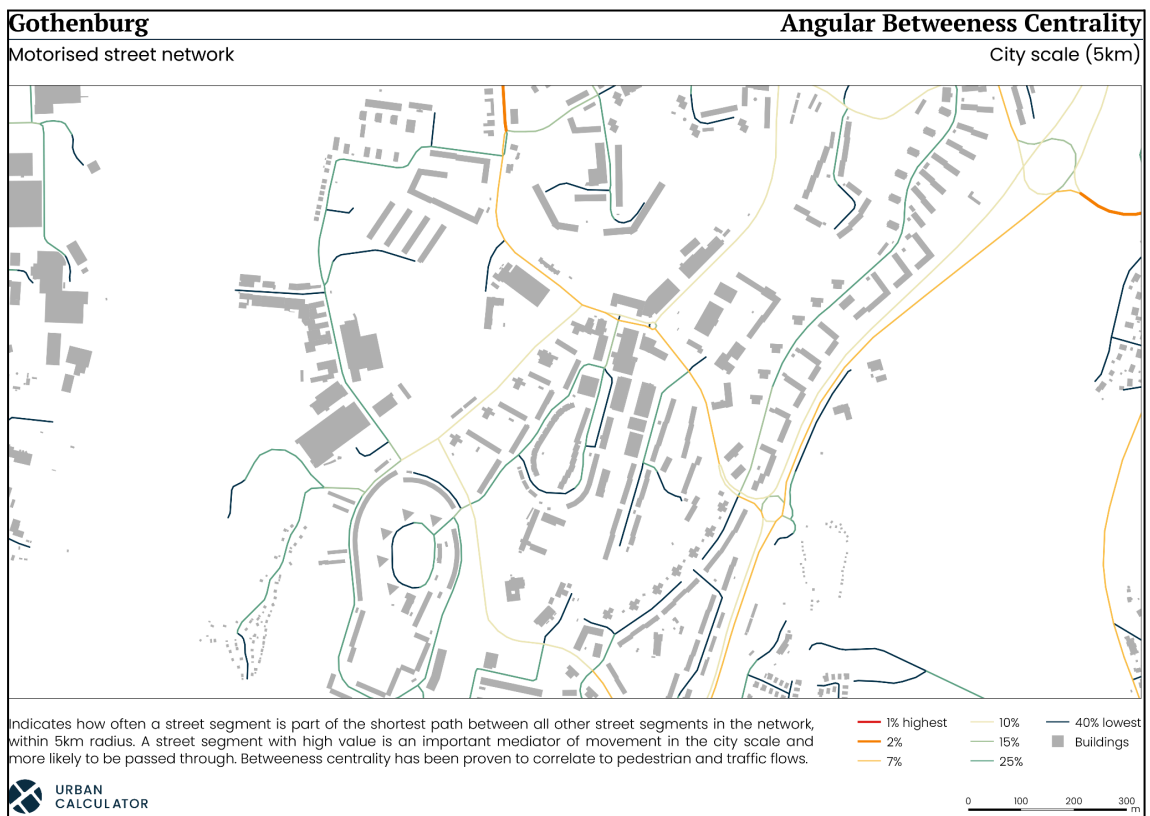 Gothenburg
Angular Betweeness Centrality
Motorised street network
City scale (5km)
Indicates how often a street segment is part of the shortest path between all other street segments in the network,
within 5km radius. A street segment with high value is an important mediator of movement in the city scale and
more likely to be passed through. Betweeness centrality has been proven to correlate to pedestrian and traffic flows.
1% highest
2%
7%
10%
15%
25%
40% lowest
Buildings
URBAN
CALCULATOR
0 100 200 300
m